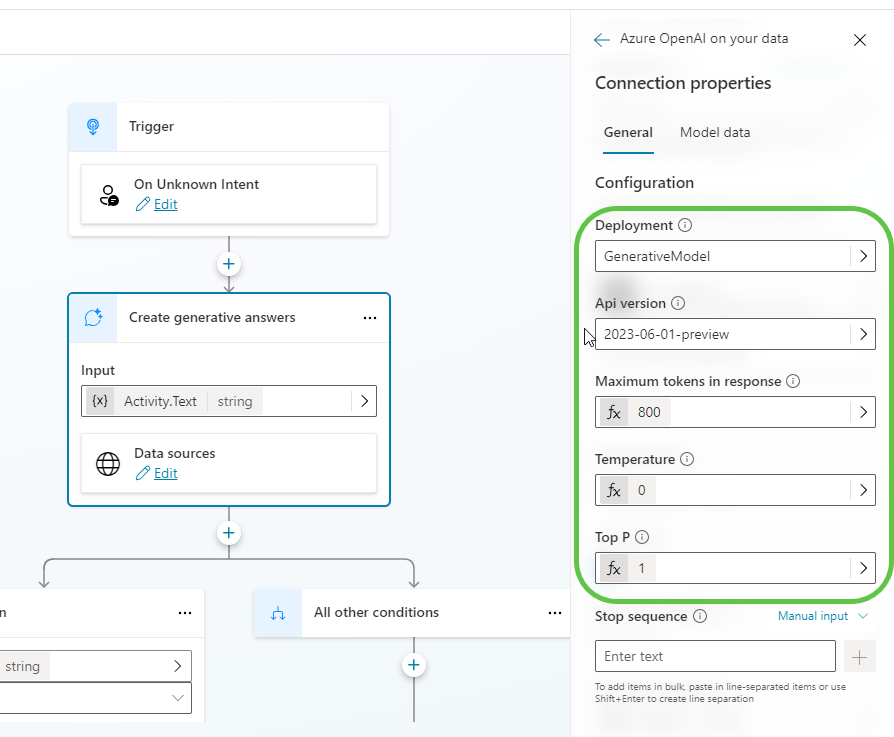 Azure OpenAI on your data
Connection properties
General Model data
Configuration
Deployment
GenerativeModel
Api version
2023-06-01-preview
Maximum tokens in response
fx 800
Temperature
fx 0
Top P
fx 1
Stop sequence Manual input
Enter text
To add items in bulk, paste in line-separated items or use
Shift+Enter to create line separation
Trigger
On Unknown Intent
Edit
Create generative answers
Input
{x} Activity.Text string
Data sources
Edit
n
string
All other conditions